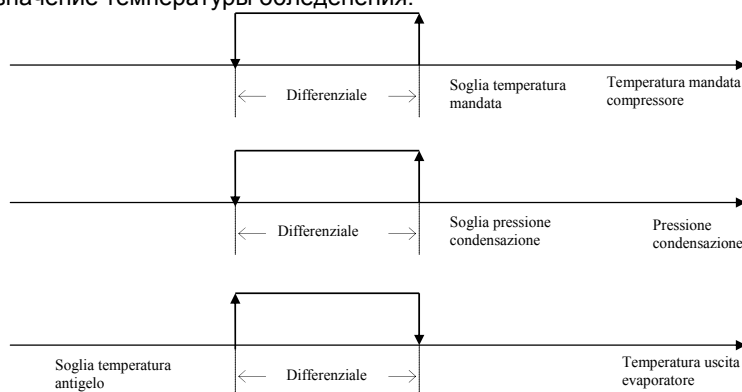 значение температуры обледенения.
Differenziale
Soglia temperatura
mandata
Temperatura mandata
compressore
Differenziale
Soglia pressione
condensazione
Pressione
condensazione
Soglia temperatura
antigelo
Differenziale
Temperatura uscita
evaporatore